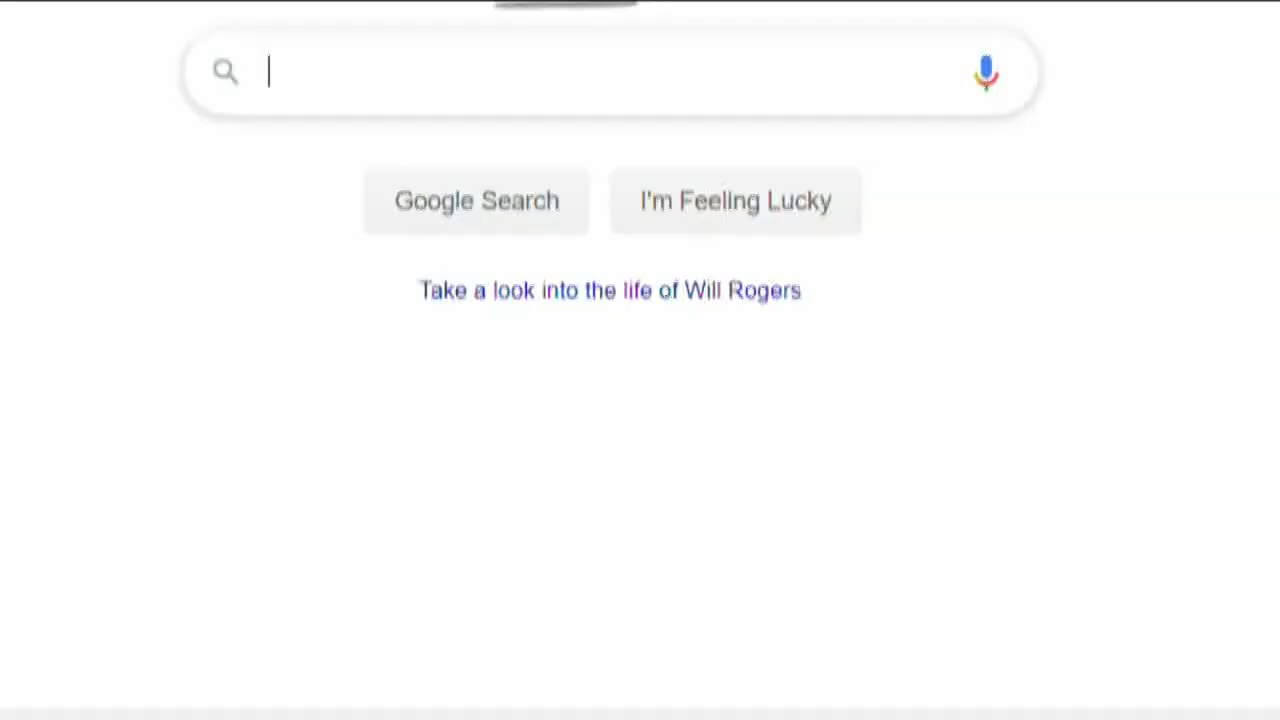 Google Search
I'm Feeling Lucky
Take a look into the life of Will Rogers